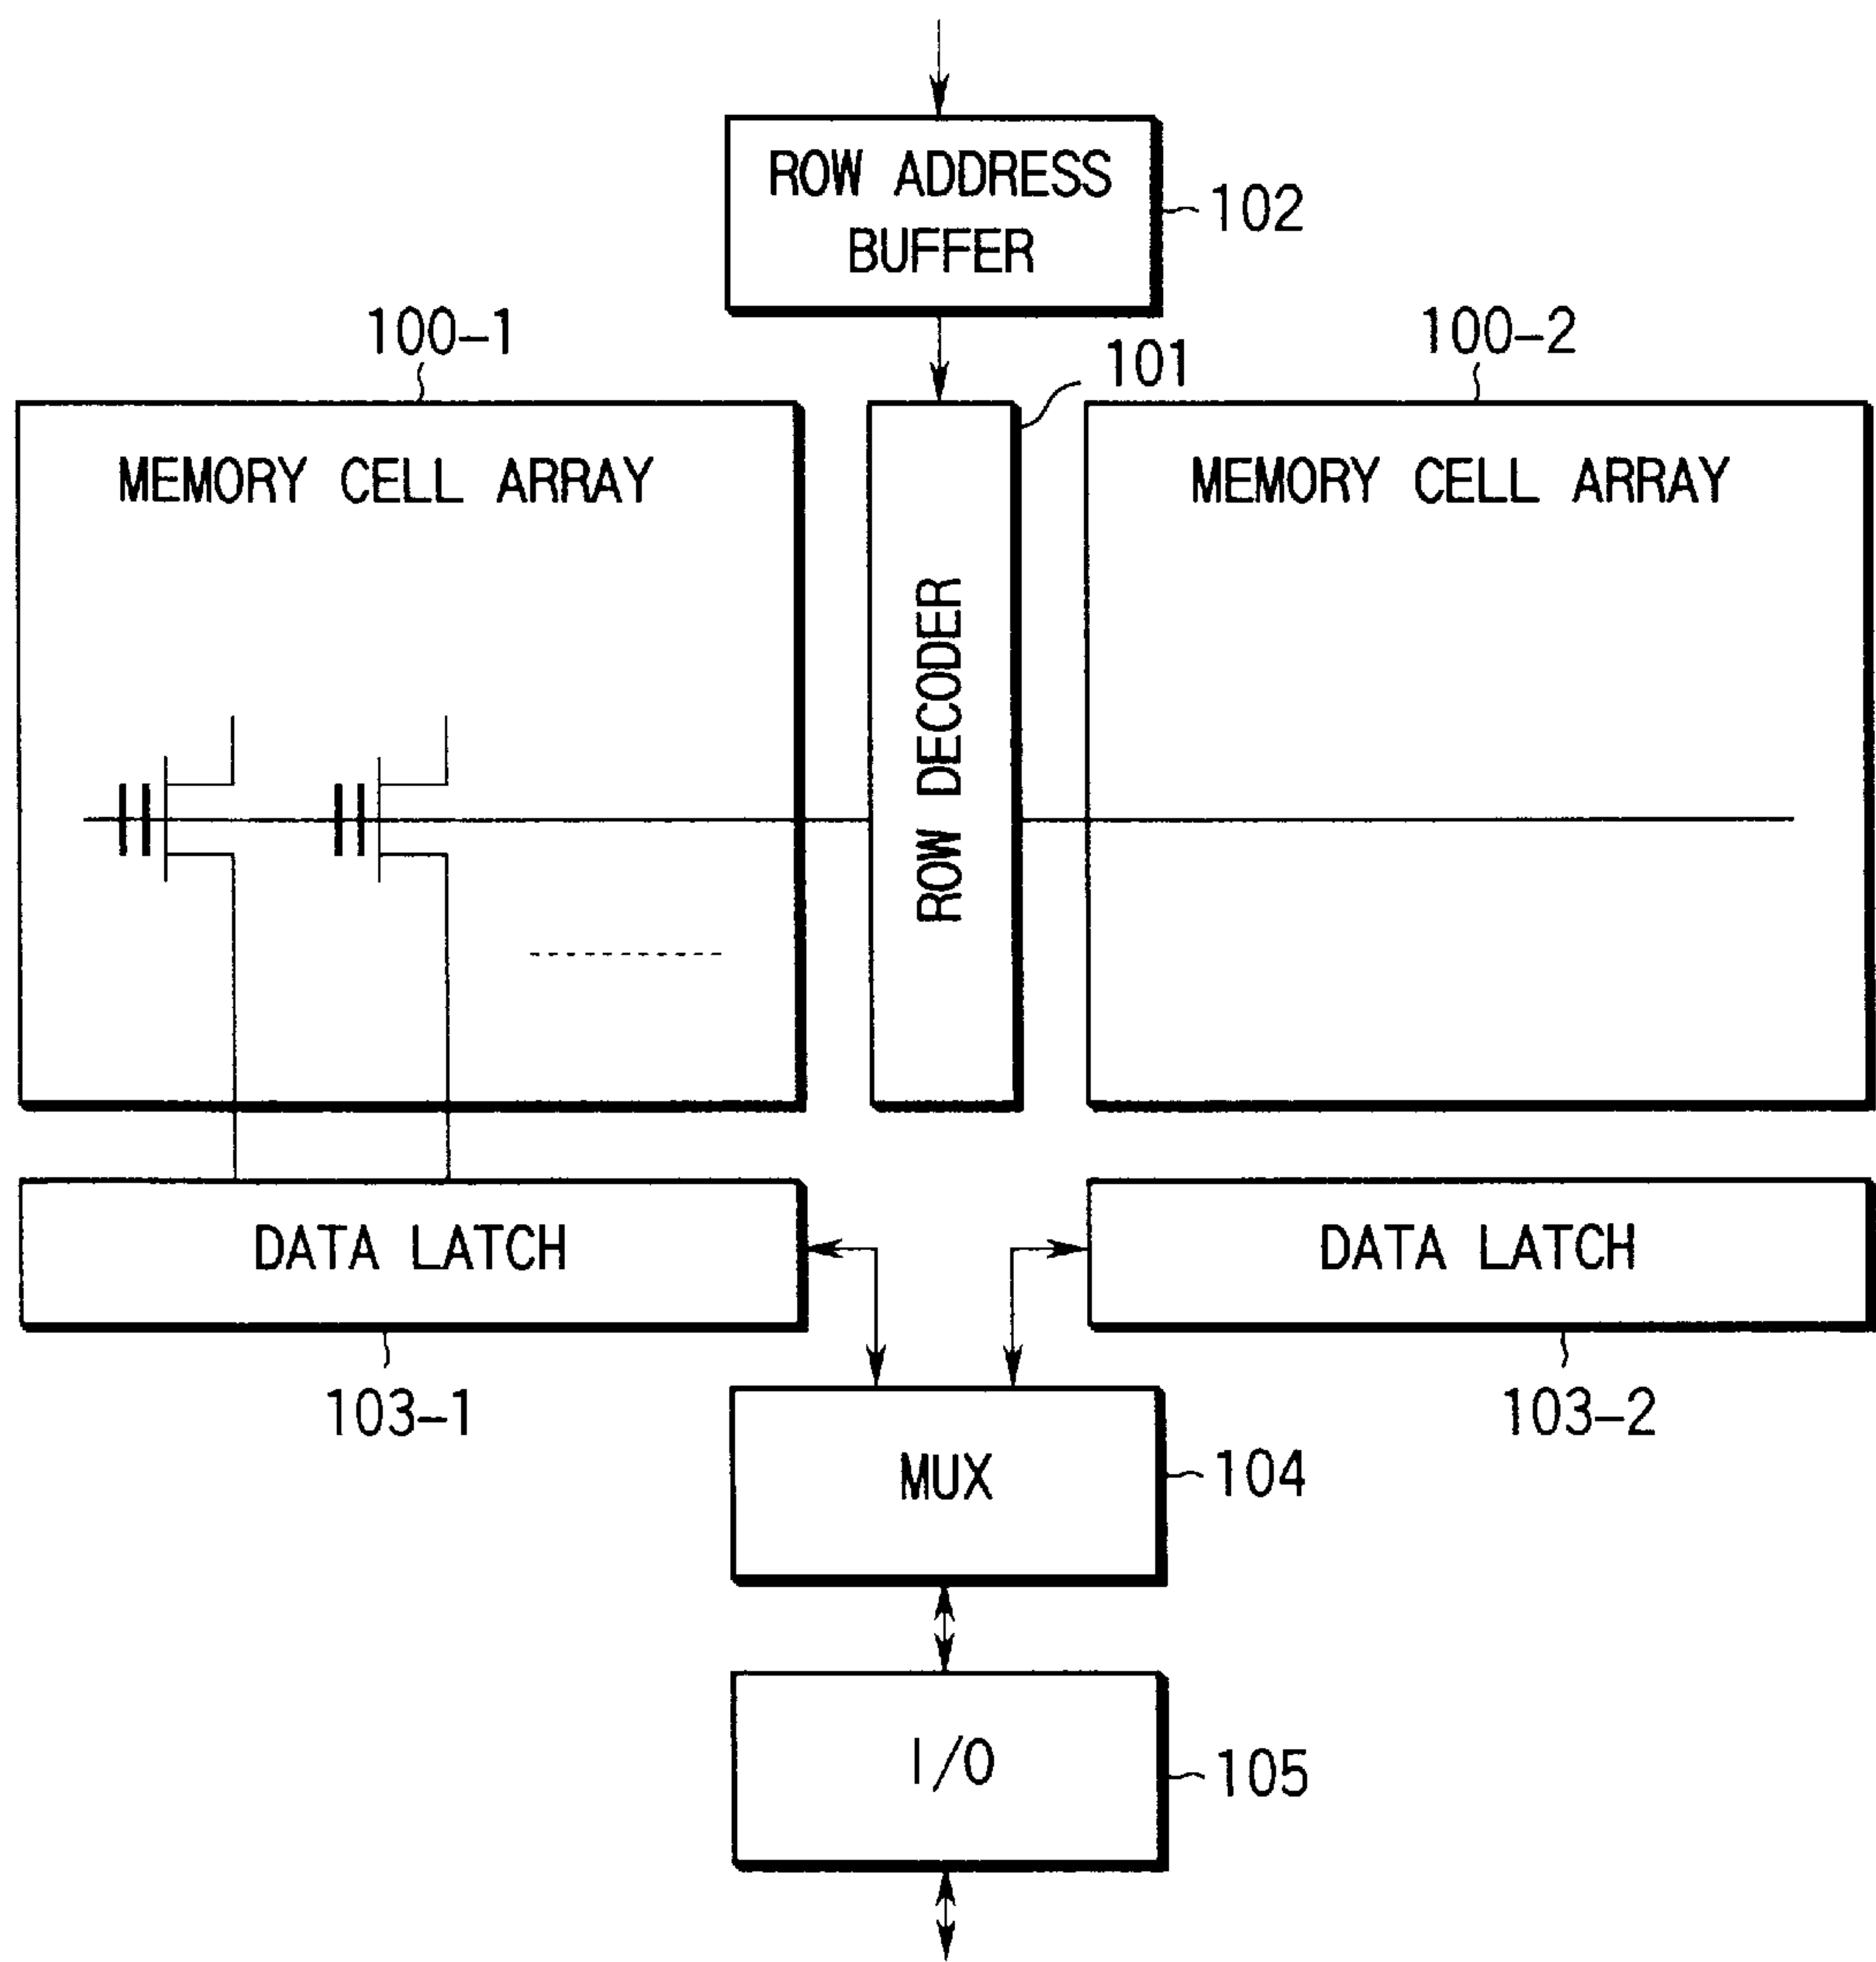 ROW ADDRESS
BUFFER
102
100-1
101
100-2
MEMORY CELL ARRAY
ROW DECODER
MEMORY CELL ARRAY
DATA LATCH
DATA LATCH
103-1
103-2
MUX
104
I/O
105